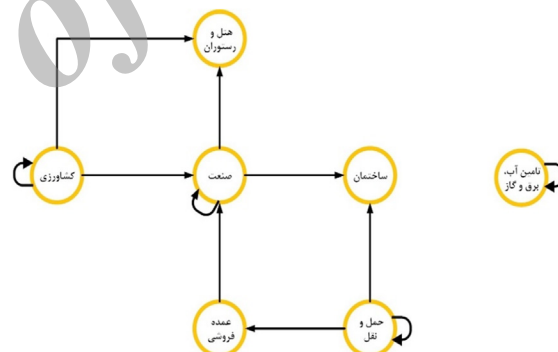 هتل و
رستوران
کشاورزی
صنعت
ساختمان
تامین آب،
برق و گاز
عمده
فروشی
حمل و
نقل